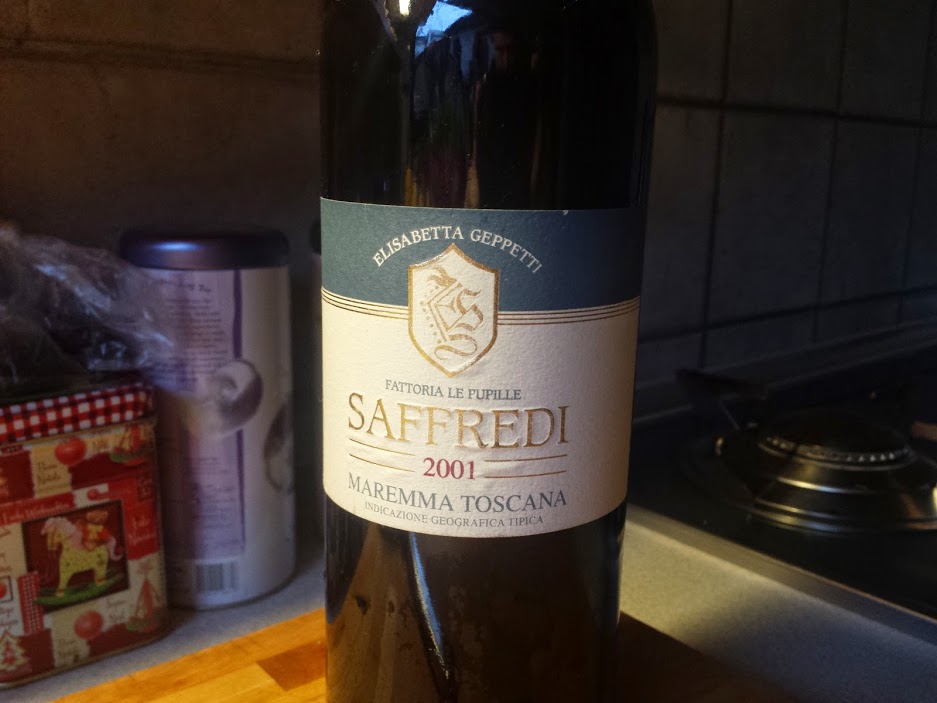 ELISABETTA GEPPETTI
FATTORIA LE PUPILLE
SAFFREDI
2001
MAREMMA TOSCANA
INDICAZIONE GEOGRAFICA TIPICA